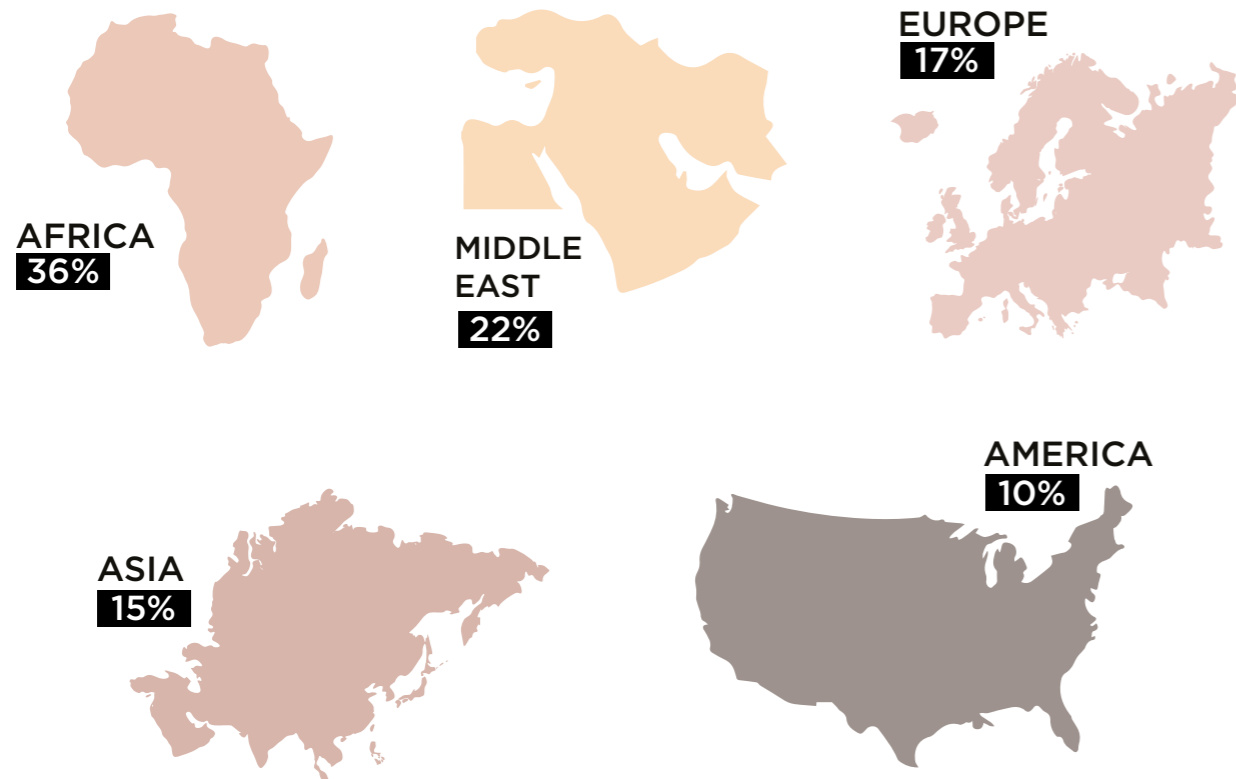 AFRICA
36%
MIDDLE
EAST
22%
EUROPE
17%
ASIA
15%
AMERICA
10%